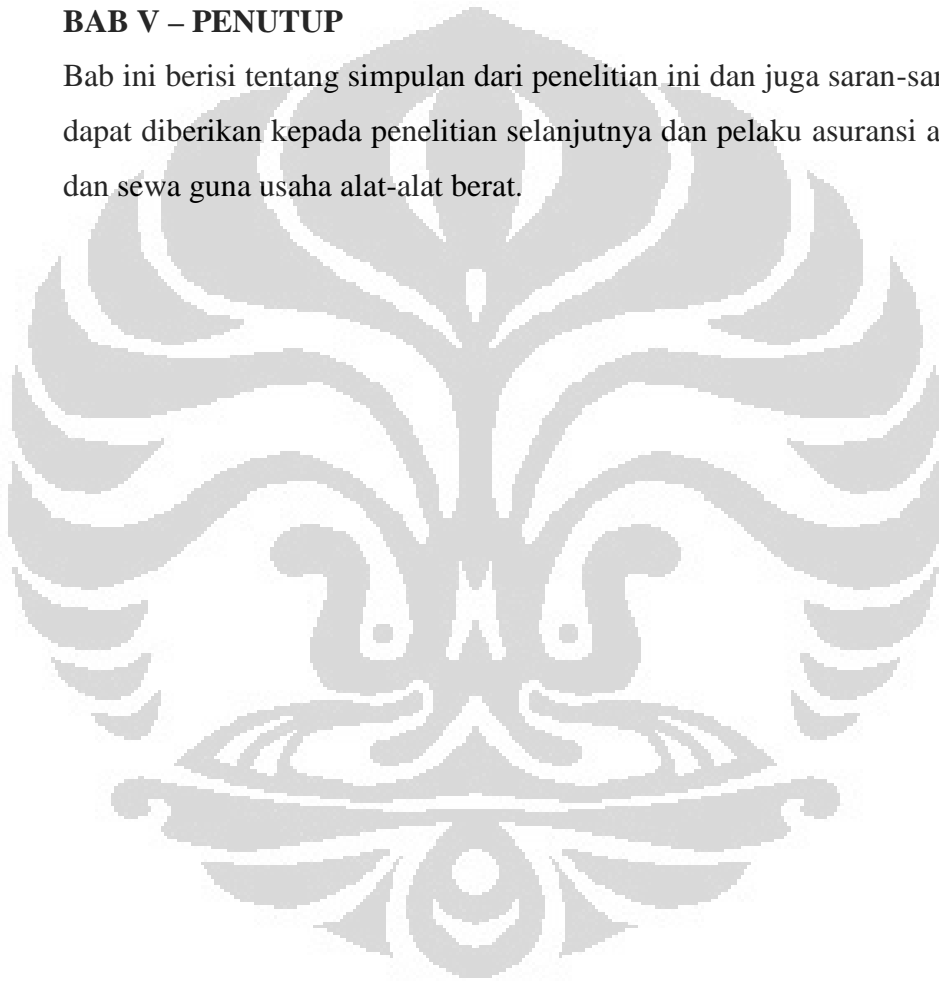 BAB V – PENUTUP
Bab ini berisi tentang simpulan dari penelitian ini dan juga saran-sar
dapat diberikan kepada penelitian selanjutnya dan pelaku asuransi a
dan sewa guna usaha alat-alat berat.